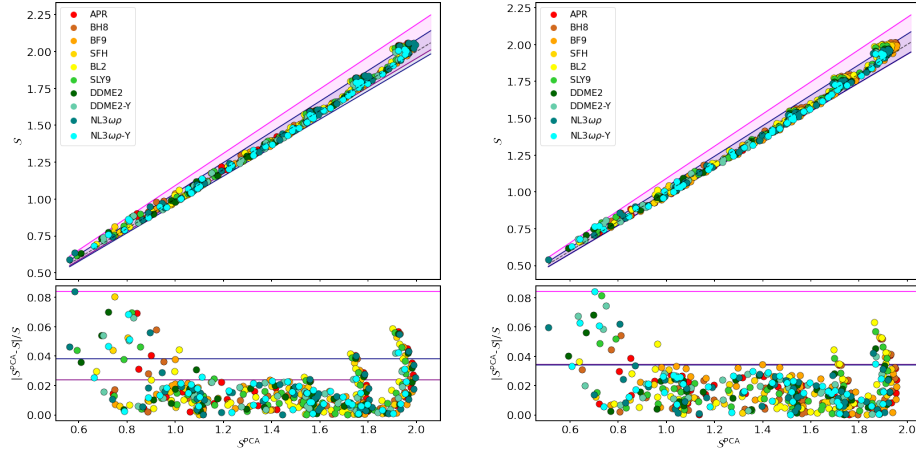 2.25
2.00
1.75
1.50
1.25
1.00
0.75
0.50
S
APR
BH8
BF9
SFH
BL2
SLY9
DDME2
DDME2-Y
NL3ωρ
NL3ωρ-Y
0.08
0.06
0.04
0.02
0.00
|S^PCA-S|/S
0.6 0.8 1.0 1.2 1.4 1.6 1.8 2.0
S^PCA
2.25
2.00
1.75
1.50
1.25
1.00
0.75
0.50
S
APR
BH8
BF9
SFH
BL2
SLY9
DDME2
DDME2-Y
NL3ωρ
NL3ωρ-Y
0.08
0.06
0.04
0.02
0.00
|S^PCA-S|/S
0.6 0.8 1.0 1.2 1.4 1.6 1.8 2.0
S^PCA